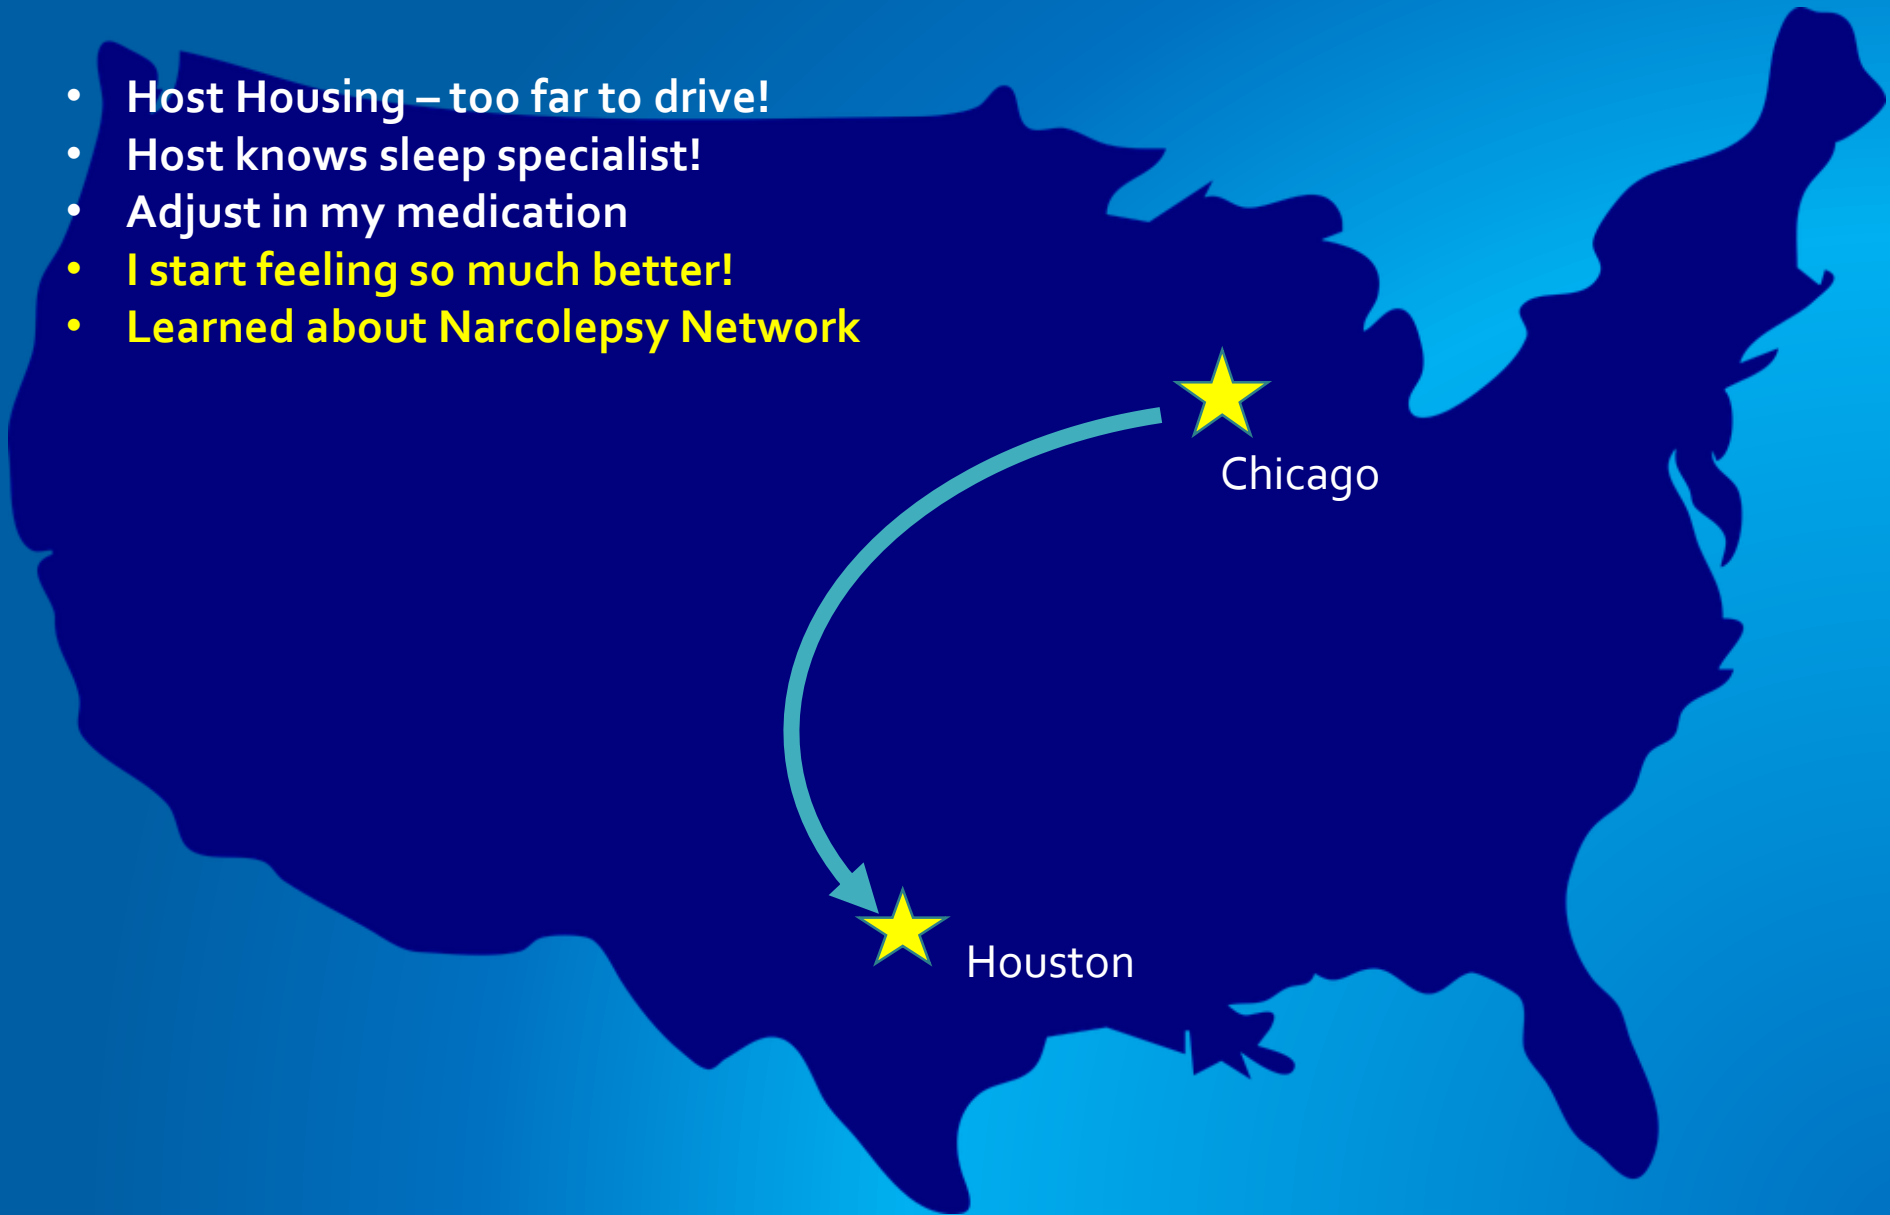 • Host Housing – too far to drive!
• Host knows sleep specialist!
• Adjust in my medication
• I start feeling so much better!
• Learned about Narcolepsy Network
Chicago
Houston